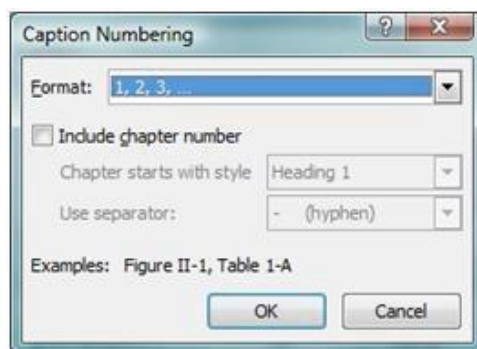 Caption Numbering
Format: 1, 2, 3, ...
Include chapter number
Chapter starts with style Heading 1
Use separator: - (hyphen)
Examples: Figure II-1, Table 1-A
OK Cancel